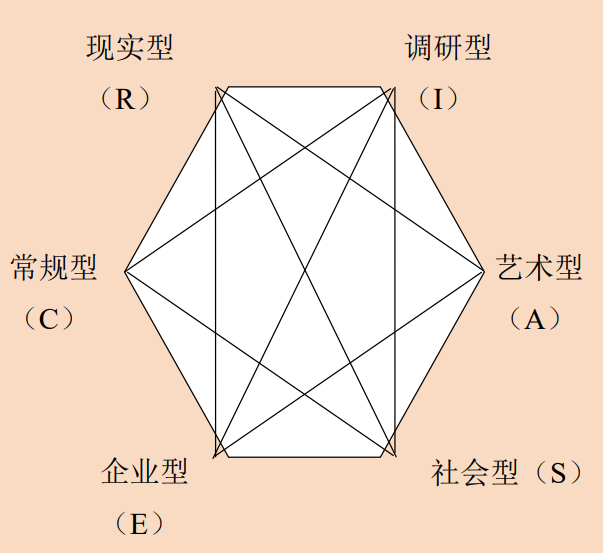 现实型
（R）
调研型
（I）
常规型
（C）
艺术型
（A）
企业型
（E）
社会型（S）